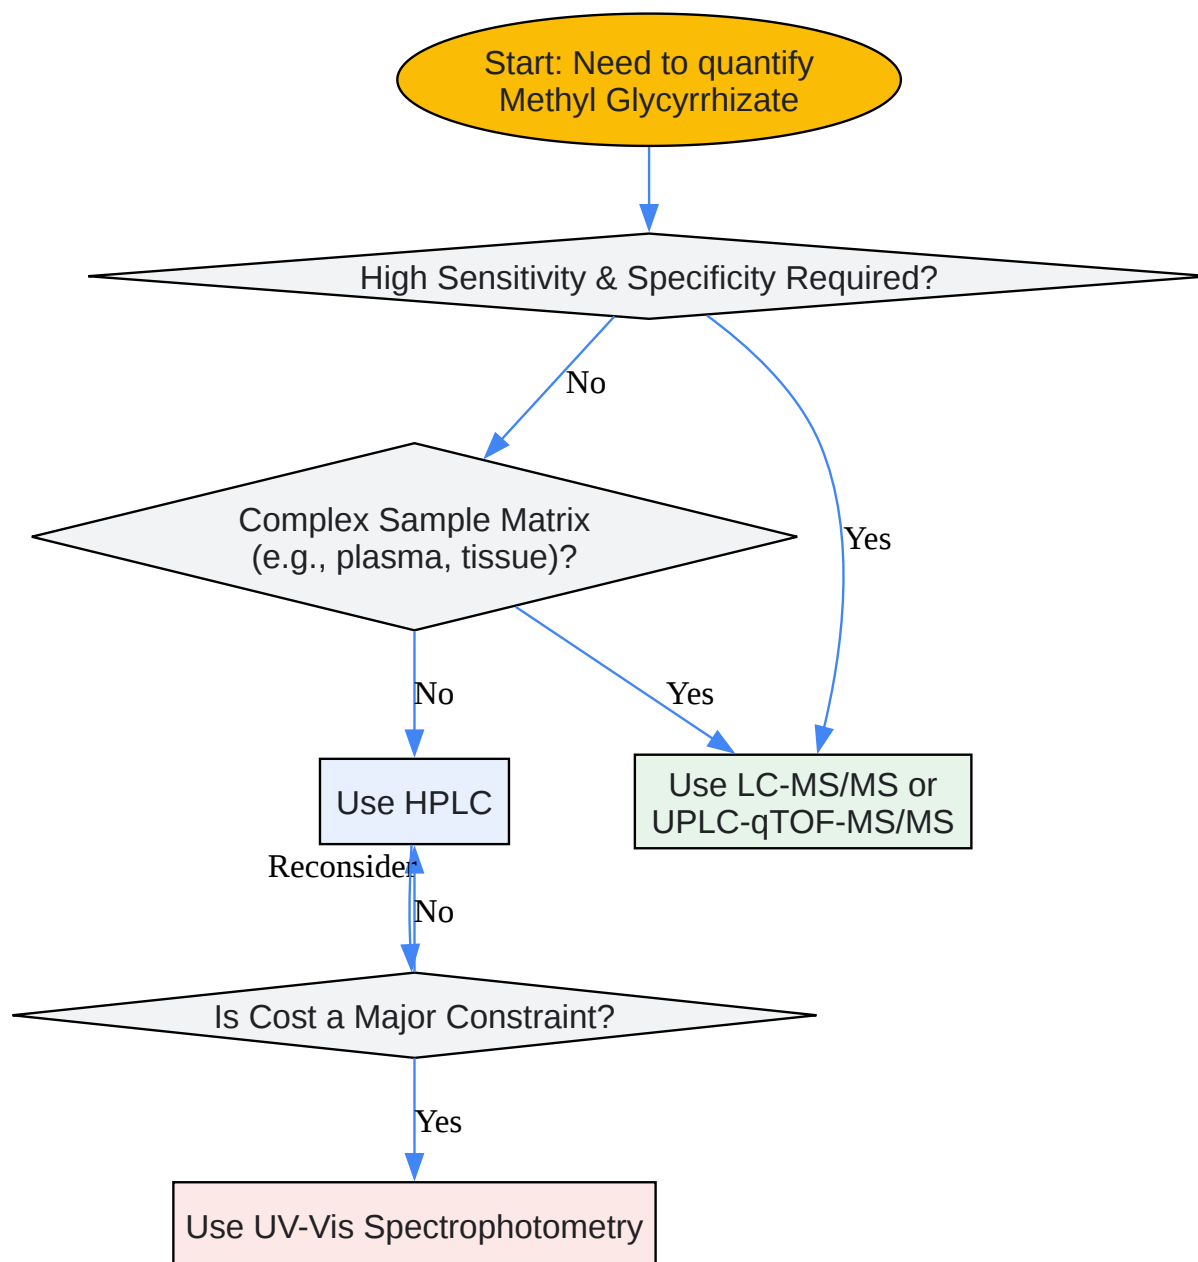 Start: Need to quantify
Methyl Glycyrrhizate
High Sensitivity & Specificity Required?
No
Complex Sample Matrix
(e.g., plasma, tissue)?
Yes
No
Yes
Use HPLC
Use LC-MS/MS or
UPLC-qTOF-MS/MS
Reconsider
No
Is Cost a Major Constraint?
Yes
Use UV-Vis Spectrophotometry